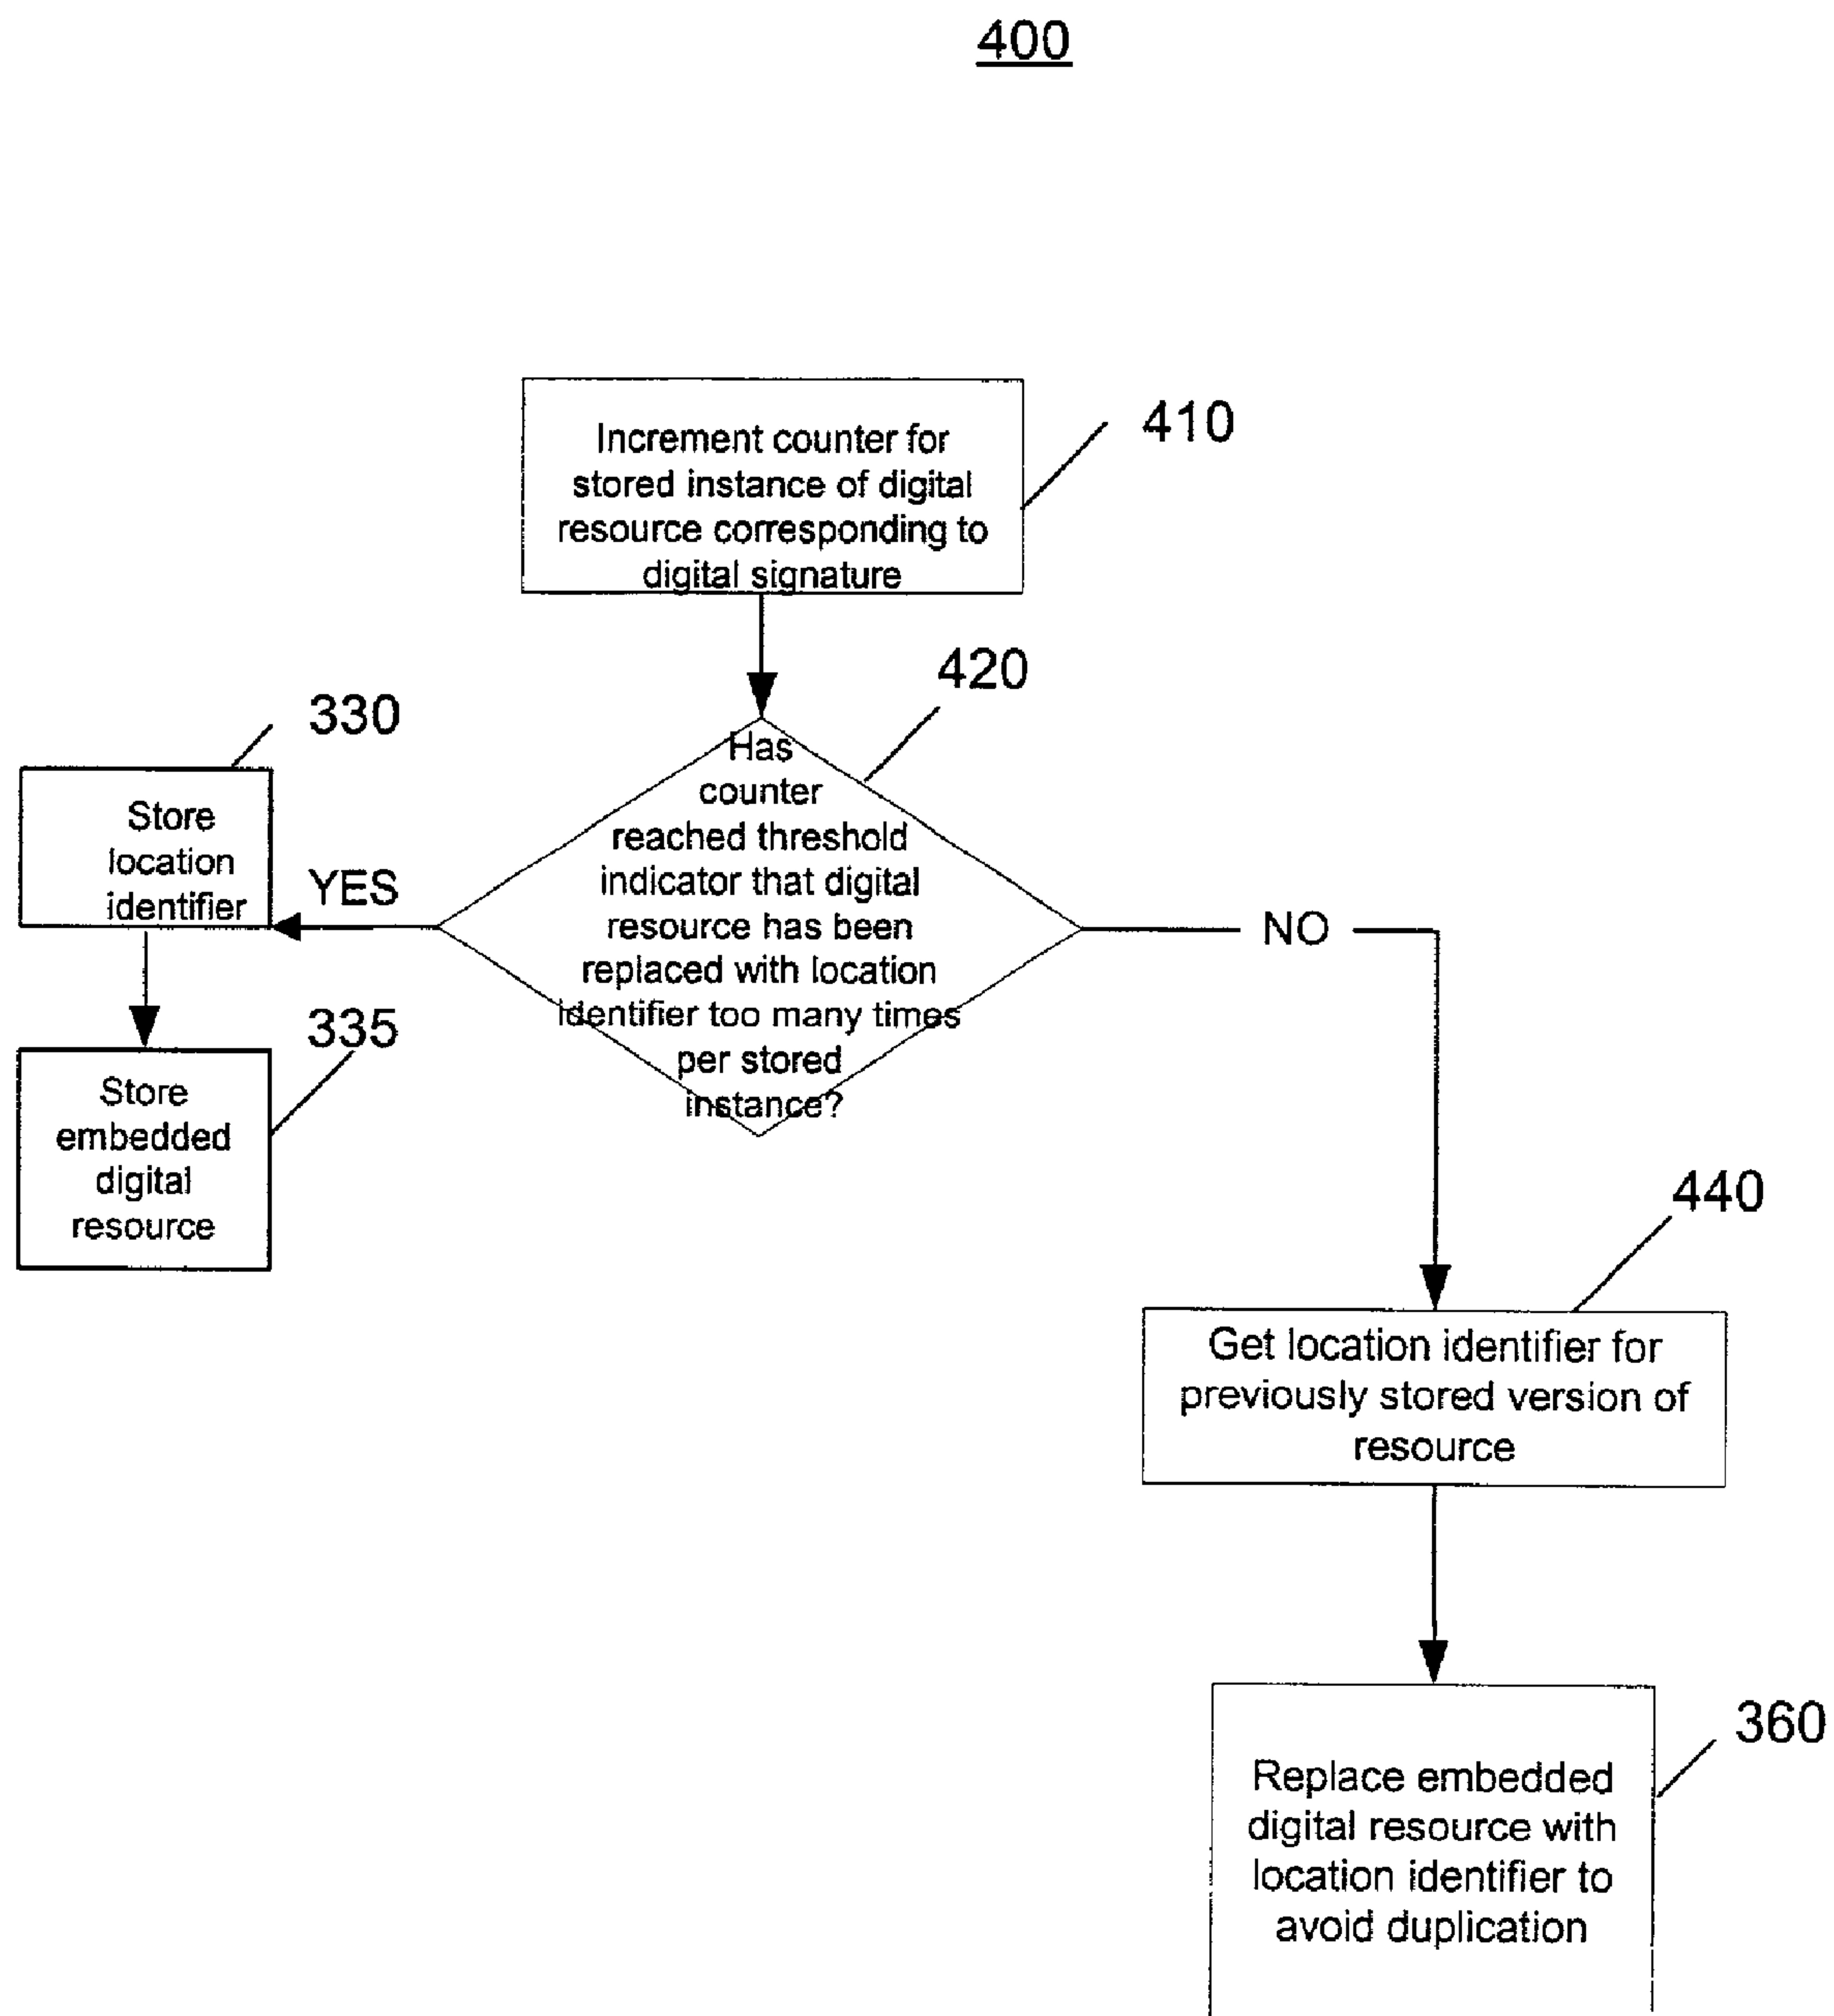 400
Increment counter for
stored instance of digital
resource corresponding to
digital signature
410
420
Has
counter
reached threshold
indicator that digital
resource has been
replaced with location
identifier too many times
per stored
instance?
YES
330
Store
location
identifier
335
Store
embedded
digital
resource
NO
440
Get location identifier for
previously stored version of
resource
360
Replace embedded
digital resource with
location identifier to
avoid duplication